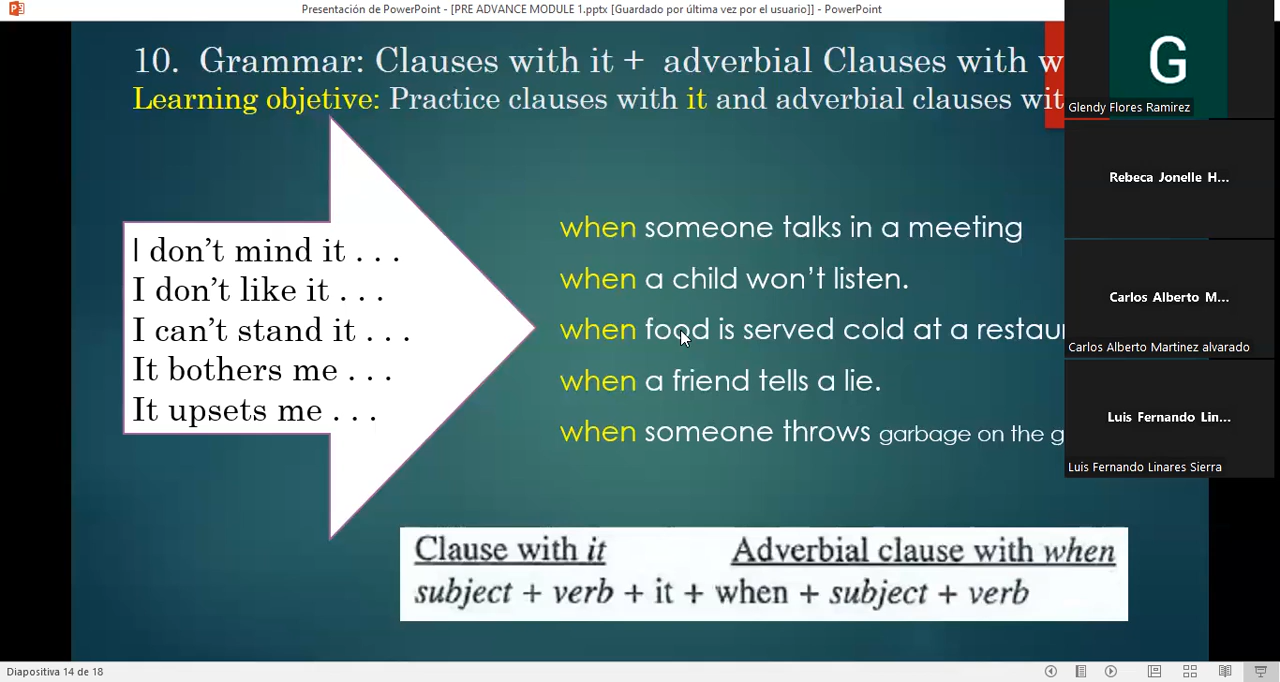 Presentación de PowerPoint - [PRE ADVANCE MODULE 1.pptx [Guardado por última vez por el usuario]] - PowerPoint
10. Grammar: Clauses with it + adverbial Clauses with
Learning objetive: Practice clauses with it and adverbial clauses
I don't mind it . . .
I don't like it . . .
I can't stand it . . .
It bothers me . . .
It upsets me . . .
when someone talks in a meeting
when a child won't listen.
when food is served cold at a
when a friend tells a lie.
when someone throws garbage on the
Clause with it Adverbial clause with when
subject + verb + it + when + subject + verb
G
Glendy Flores Ramirez
Rebeca Jonelle H...
Carlos Alberto M...
Carlos Alberto Martinez alvarado
Luis Fernando Lin...
Luis Fernando Linares Sierra
Diapositiva 14 de 18